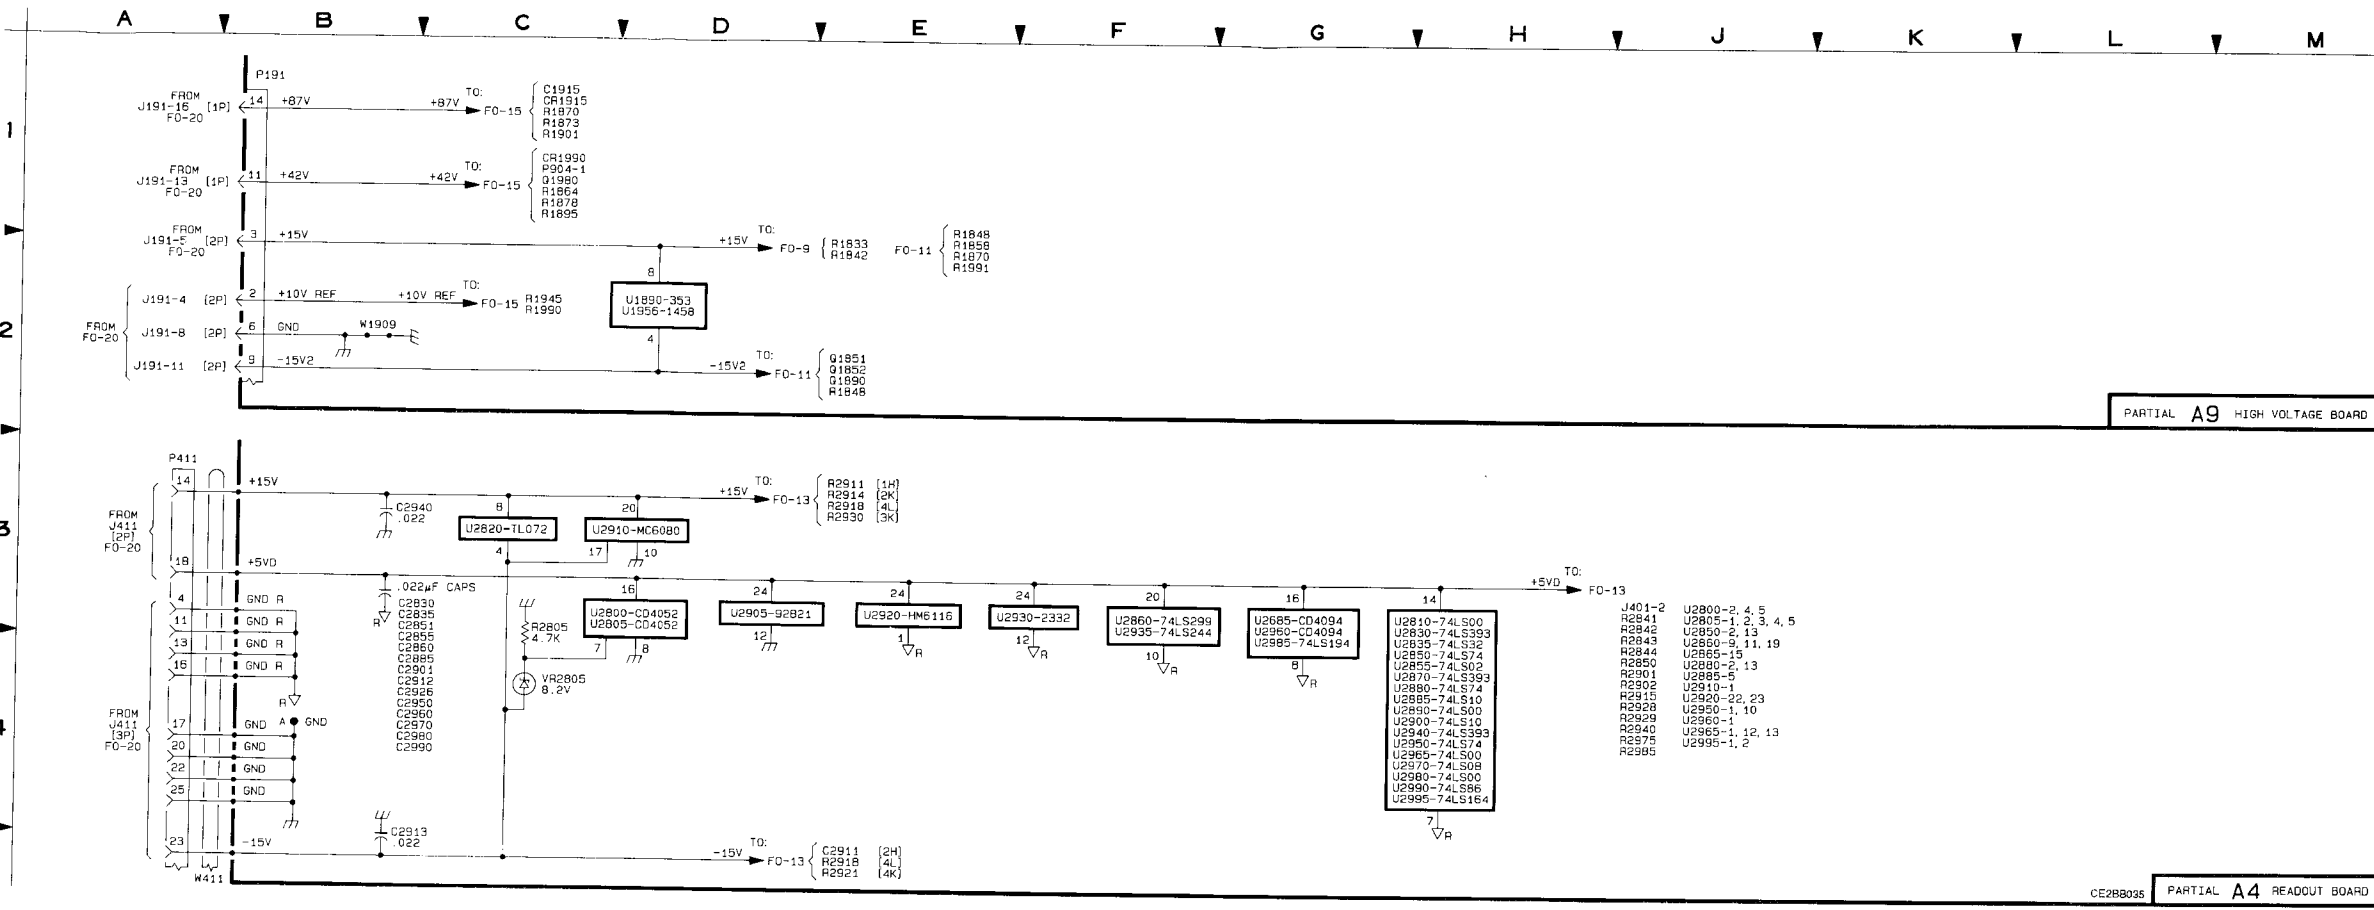 A B C D E F G H J K L M
1
P191
FROM
J191-16 [1P]
FO-20
14 +87V +87V
TO:
FO-15
C1915
CR1915
R1870
R1873
R1901
FROM
J191-13 [1P]
FO-20
11 +42V +42V
TO:
FO-15
CR1990
P904-1
Q1980
R1864
R1878
R1895
FROM
J191-5 [2P]
FO-20
3 +15V +15V
TO:
FO-9
R1833
R1842
FO-11
R1848
R1858
R1870
R1991
2
FROM
FO-20
J191-4 [2P] 2 +10V REF +10V REF
TO:
FO-15 R1945
R1990
8
U1890-353
U1956-1458
4
J191-8 [2P] 6 GND W1909
J191-11 [2P] 9 -15V2 -15V2
TO:
FO-11
Q1851
Q1852
Q1890
R1848
PARTIAL A9 HIGH VOLTAGE BOARD
3
P411
FROM
J411
[2P]
FO-20
14 +15V +15V
TO:
FO-13
R2911 [1H]
R2914 [2K]
R2918 [4L]
R2930 [3K]
C2940
.022
8
U2820-TL072
4
20
U2910-MC6080
17 10
18 +5VD +5VD
TO:
FO-13
4 GND R
11 GND R
13 GND R
16 GND R
R
.022µF CAPS
R
C2830
C2835
C2851
C2855
C2860
C2885
C2901
C2912
C2926
C2950
C2960
C2970
C2980
C2990
R2805
4.7K
VR2805
8.2V
16
U2800-CD4052
U2805-CD4052
7 8
24
U2905-92821
12
24
U2920-HM6116
1
R
24
U2930-2332
12
R
20
U2860-74LS299
U2935-74LS244
10
R
16
U2685-CD4094
U2960-CD4094
U2985-74LS194
8
R
14
U2810-74LS00
U2830-74LS393
U2835-74LS32
U2850-74LS74
U2855-74LS02
U2870-74LS393
U2880-74LS74
U2885-74LS10
U2890-74LS00
U2900-74LS10
U2940-74LS393
U2950-74LS74
U2965-74LS00
U2970-74LS08
U2980-74LS00
U2990-74LS86
U2995-74LS164
7
R
J401-2 U2800-2, 4, 5
R2841 U2805-1, 2, 3, 4, 5
R2842 U2850-2, 13
R2843 U2860-9, 11, 19
R2844 U2865-15
R2850 U2880-2, 13
R2901 U2885-5
R2902 U2910-1
R2915 U2920-22, 23
R2928 U2950-1, 10
R2929 U2960-1
R2940 U2965-1, 12, 13
R2975 U2995-1, 2
R2985
4
FROM
J411
[3P]
FO-20
17 GND A GND
20 GND
22 GND
25 GND
23 -15V -15V
C2913
.022
W411
TO:
FO-13
C2911 [2H]
R2918 [4L]
R2921 [4K]
CE2BB035
PARTIAL A4 READOUT BOARD